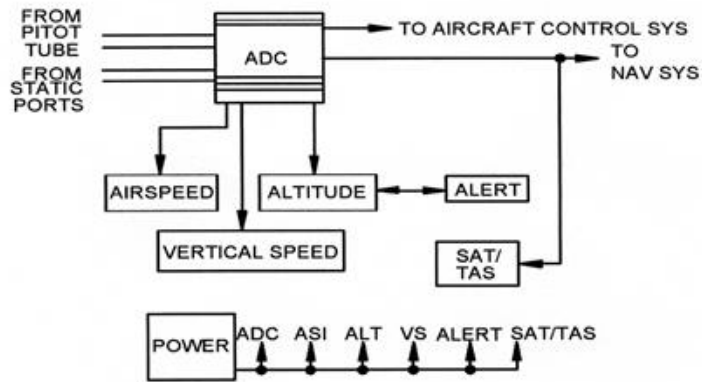 FROM
PITOT
TUBE
FROM
STATIC
PORTS
ADC
TO AIRCRAFT CONTROL SYS
TO
NAV SYS
AIRSPEED
ALTITUDE
ALERT
VERTICAL SPEED
SAT/
TAS
POWER
ADC ASI ALT VS ALERT SAT/TAS